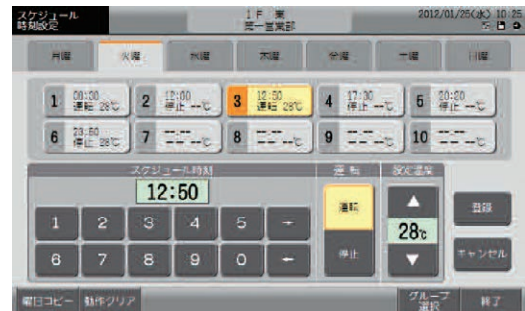 スケジュール
時刻設定
1F 東
第一営業部
2012/01/25(水) 10:25
月曜 火曜 水曜 木曜 金曜 土曜 日曜
1 運転 28℃
2 12:00 停止 --℃
3 12:50 運転 28℃
4 17:30 停止 --℃
5 20:20 停止 --℃
6 停止 28℃
7 --:-- --℃
8 --:-- --℃
9 --:-- --℃
10 --:-- --℃
スケジュール時刻
12:50
1 2 3 4 5
6 7 8 9 0
運転
運転
停止
設定温度
▲
28℃
▼
登録
キャンセル
曜日コピー
動作クリア
グループ
選択
終了